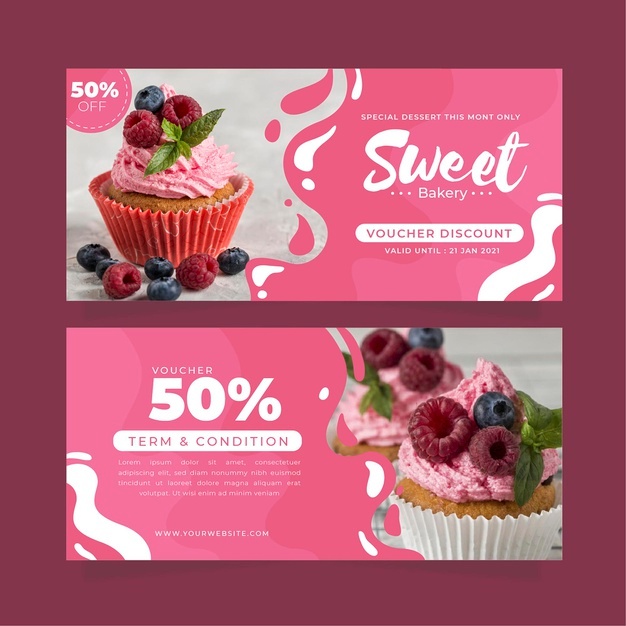 50%
OFF
SPECIAL DESSERT THIS MONT ONLY
Sweet
Bakery
VOUCHER DISCOUNT
VALID UNTIL : 21 JAN 2021
VOUCHER
50%
TERM & CONDITION
Lorem ipsum dolor sit amet, consectetur
adipiscing elit, sed diam nonummy nibh
euismod tincidunt ut laoreet dolore magna
aliquam erat volutpat. Ut wisi enim
ad minim veniam
WWW.YOURWEBSITE.COM